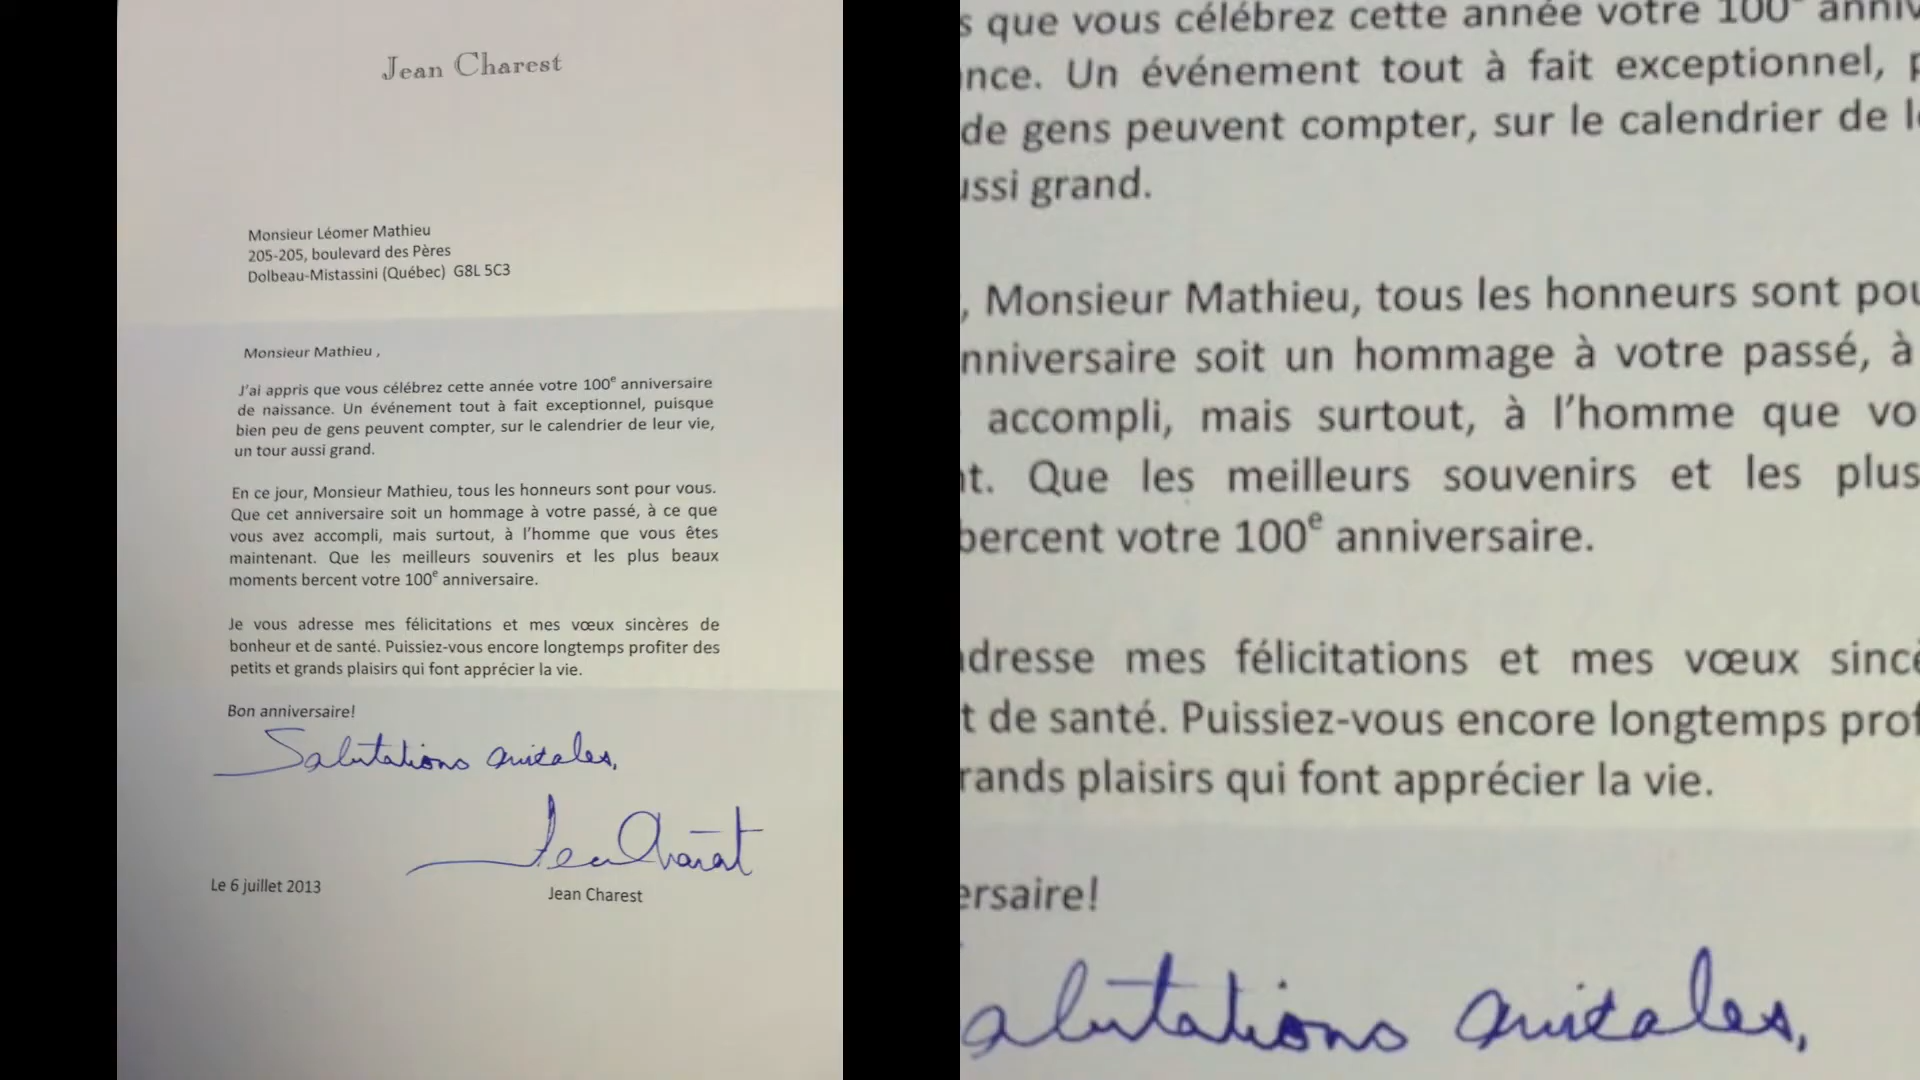 Jean Charest
Monsieur Léomer Mathieu
205-205, boulevard des Pères
Dolbeau-Mistassini (Québec) G8L 5C3
Monsieur Mathieu ,
J'ai appris que vous célébrez cette année votre 100e anniversaire
de naissance. Un événement tout à fait exceptionnel, puisque
bien peu de gens peuvent compter, sur le calendrier de leur vie,
un tour aussi grand.
En ce jour, Monsieur Mathieu, tous les honneurs sont pour vous.
Que cet anniversaire soit un hommage à votre passé, à ce que
vous avez accompli, mais surtout, à l'homme que vous êtes
maintenant. Que les meilleurs souvenirs et les plus beaux
moments bercent votre 100e anniversaire.
Je vous adresse mes félicitations et mes vœux sincères de
bonheur et de santé. Puissiez-vous encore longtemps profiter des
petits et grands plaisirs qui font apprécier la vie.
Bon anniversaire!
Salutations amicales,
Jean Charest
Le 6 juillet 2013
Jean Charest
s que vous célébrez cette année votre 100e anniv
nce. Un événement tout à fait exceptionnel, p
de gens peuvent compter, sur le calendrier de le
ussi grand.
, Monsieur Mathieu, tous les honneurs sont pou
nniversaire soit un hommage à votre passé, à
accompli, mais surtout, à l'homme que vo
nt. Que les meilleurs souvenirs et les plus
bercent votre 100e anniversaire.
adresse mes félicitations et mes vœux sincè
t de santé. Puissiez-vous encore longtemps prof
rands plaisirs qui font apprécier la vie.
ersaire!
alutations amicales,